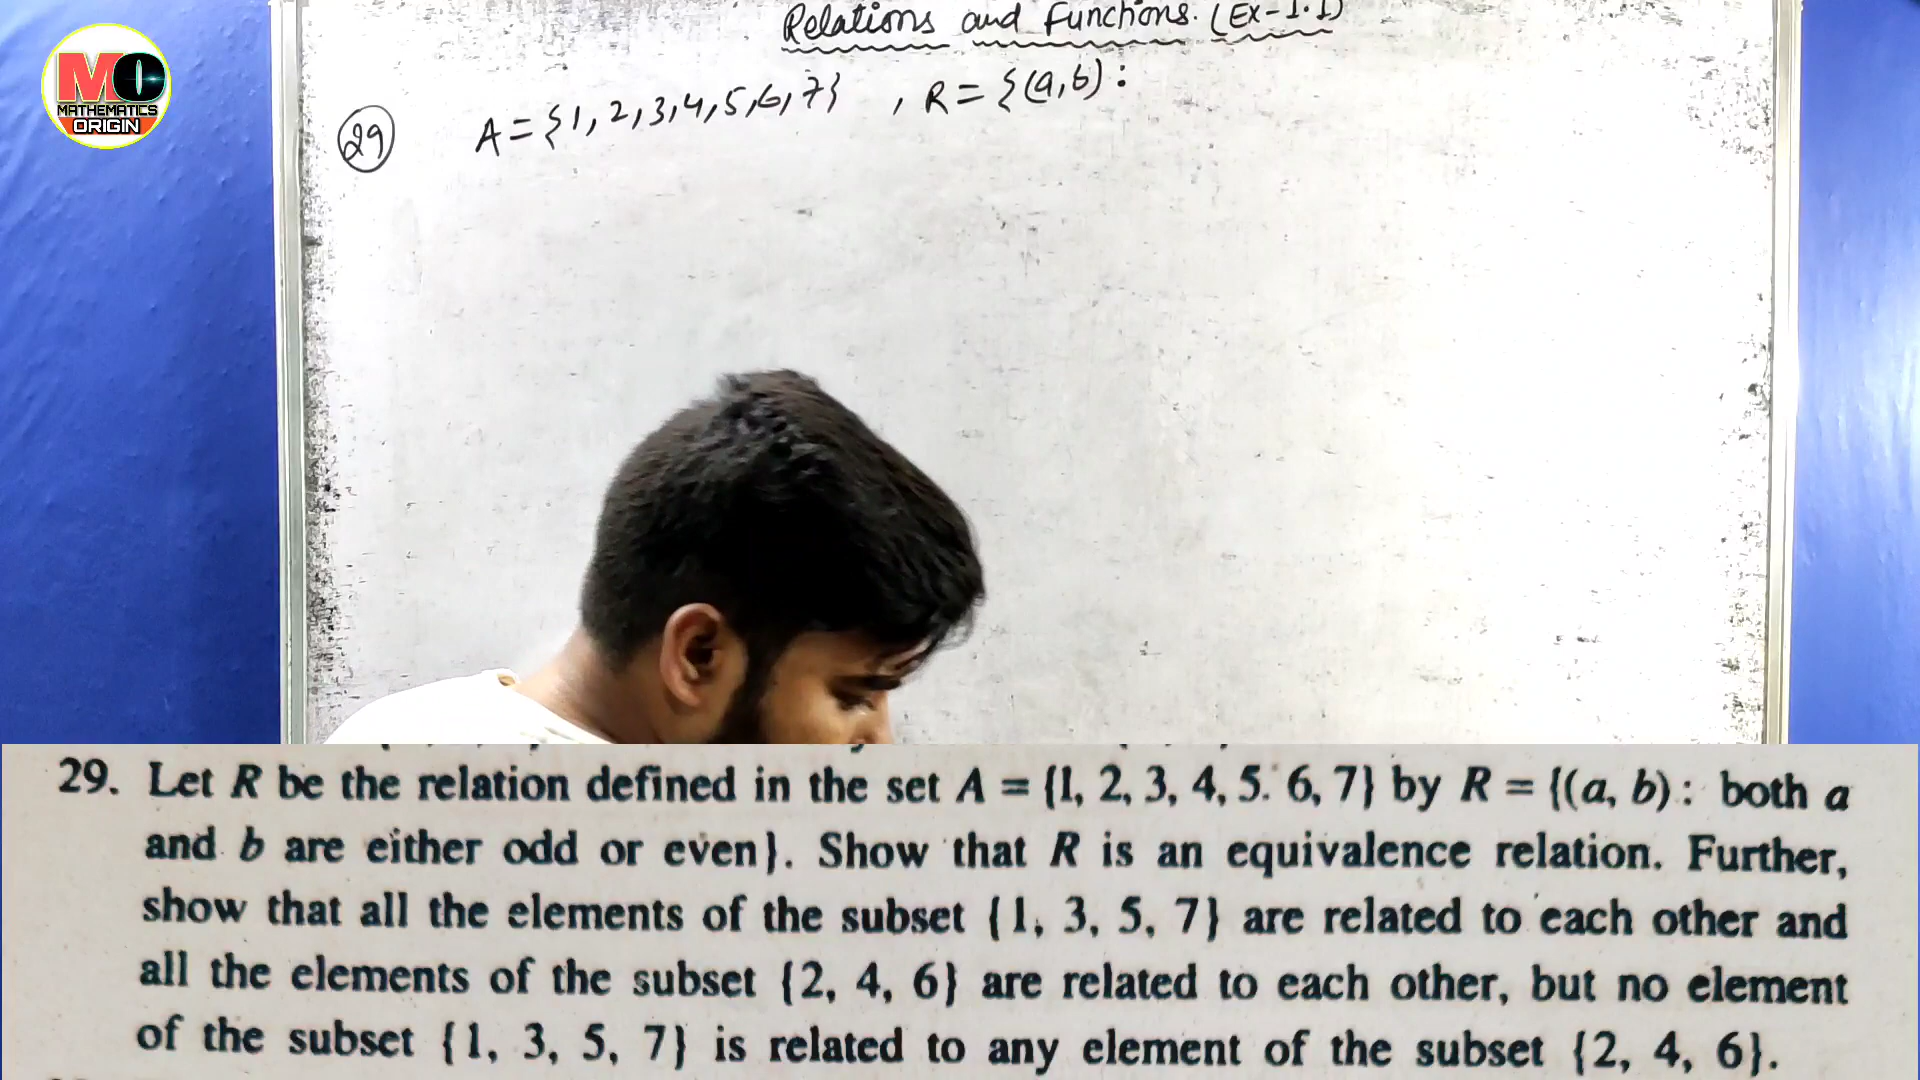 Relations and Functions. (Ex-1.1)
MO
MATHEMATICS
ORIGIN
29 A={1,2,3,4,5,6,7} , R={(a,b):
29. Let R be the relation defined in the set A = {1, 2, 3, 4, 5. 6, 7} by R = {(a, b) : both a
and b are either odd or even}. Show that R is an equivalence relation. Further,
show that all the elements of the subset {1, 3, 5, 7} are related to each other and
all the elements of the subset {2, 4, 6} are related to each other, but no element
of the subset {1, 3, 5, 7} is related to any element of the subset {2, 4, 6}.